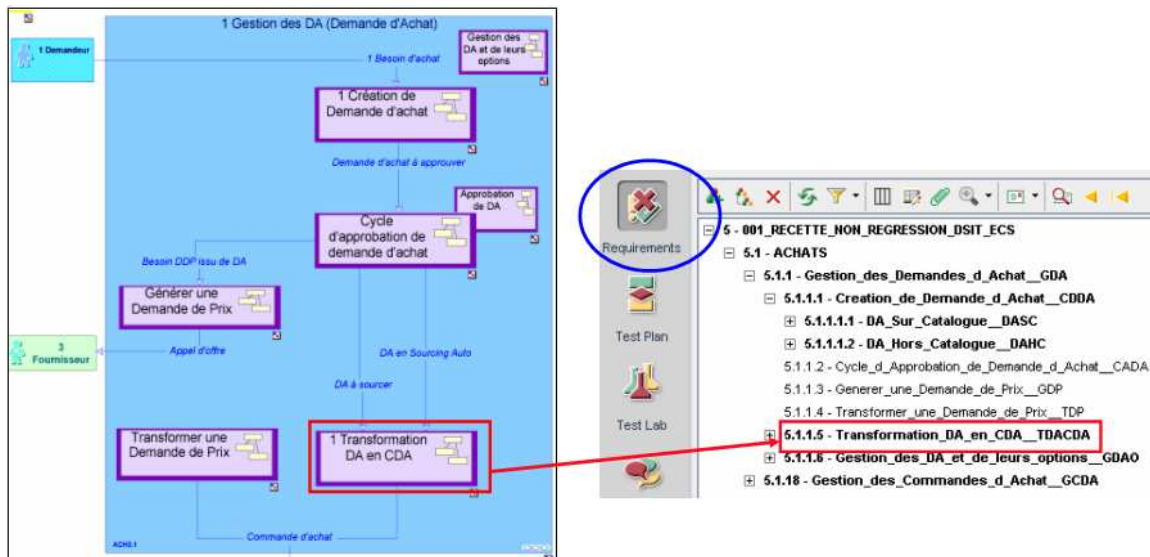 1 Gestion des DA (Demande d'Achat)
1 Demandeur
Gestion des
DA et de leurs
options
1 Besoin d'achat
1 Création de
Demande d'achat
Demande d'achat à approuver
Approbation
de DA
Cycle
d'approbation de
demande d'achat
Besoin DDP issu de DA
Générer une
Demande de Prix
3
Fournisseur
Appel d'offre
DA en Sourcing Auto
DA à sourcer
Transformer une
Demande de Prix
1 Transformation
DA en CDA
Commande d'achat
ACH3.1
Requirements
Test Plan
Test Lab
5 - 001_RECETTE_NON_REGRESSION_DSIT_ECS
5.1 - ACHATS
5.1.1 - Gestion_des_Demandes_d_Achat__GDA
5.1.1.1 - Creation_de_Demande_d_Achat__CDDA
5.1.1.1.1 - DA_Sur_Catalogue__DASC
5.1.1.1.2 - DA_Hors_Catalogue__DAHC
5.1.1.2 - Cycle_d_Approbation_de_Demande_d_Achat__CADA
5.1.1.3 - Generer_une_Demande_de_Prix__GDP
5.1.1.4 - Transformer_une_Demande_de_Prix__TDP
5.1.1.5 - Transformation_DA_en_CDA__TDACDA
5.1.1.6 - Gestion_des_DA_et_de_leurs_options__GDAO
5.1.18 - Gestion_des_Commandes_d_Achat__GCDA